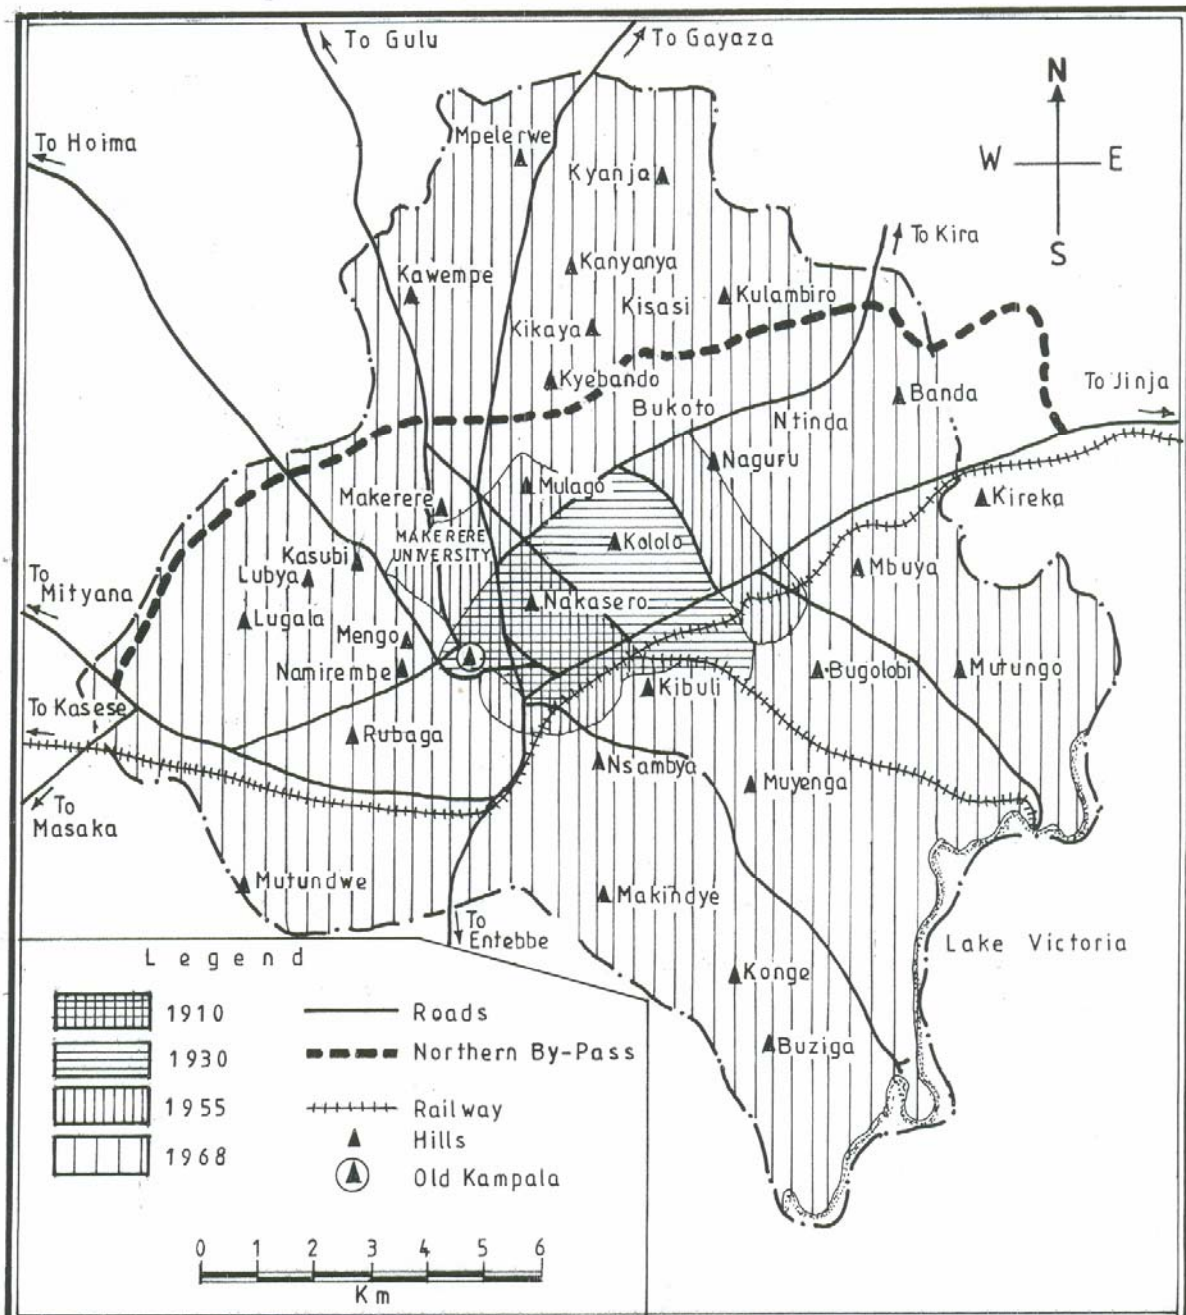 To Gulu
To Gayaza
N
W E
S
To Hoima
Mpelerwe
Kyanja
To Kira
Kanyanya
Kawempe
Kisasi
Kulambiro
Kikaya
Kyebando
To Jinja
Banda
Bukoto
Ntinda
Naguru
Mulago
Makerere
Kireka
MAKERERE
UNIVERSITY
Kololo
Kasubi
Lubya
Mbuya
To
Mityana
Nakasero
Lugala
Mengo
Namirembe
Bugolobi
Mutungo
Kibuli
To Kasese
Rubaga
Nsambya
Muyenga
To
Masaka
Mutundwe
Makindye
To
Entebbe
Lake Victoria
Konge
Buziga
Legend
1910
1930
1955
1968
Roads
Northern By-Pass
Railway
Hills
Old Kampala
0 1 2 3 4 5 6
Km